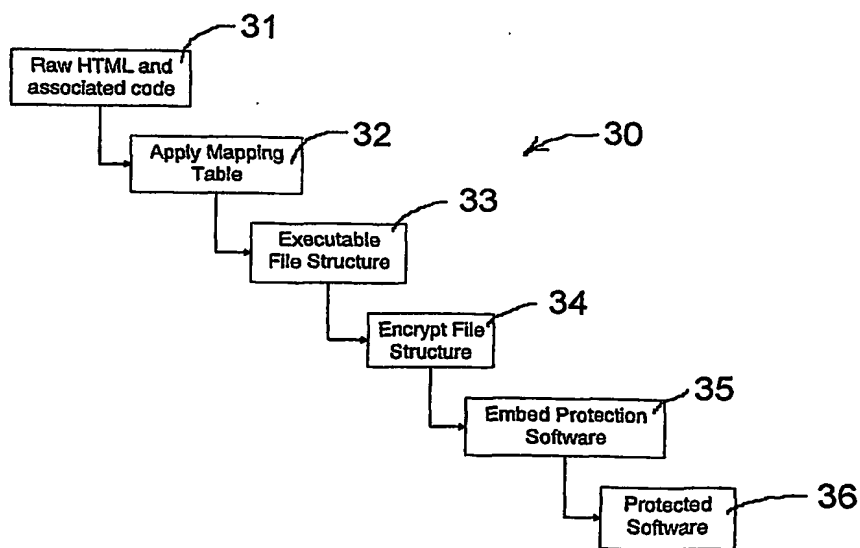 31
Raw HTML and
associated code
32
Apply Mapping
Table
30
33
Executable
File Structure
34
Encrypt File
Structure
35
Embed Protection
Software
36
Protected
Software